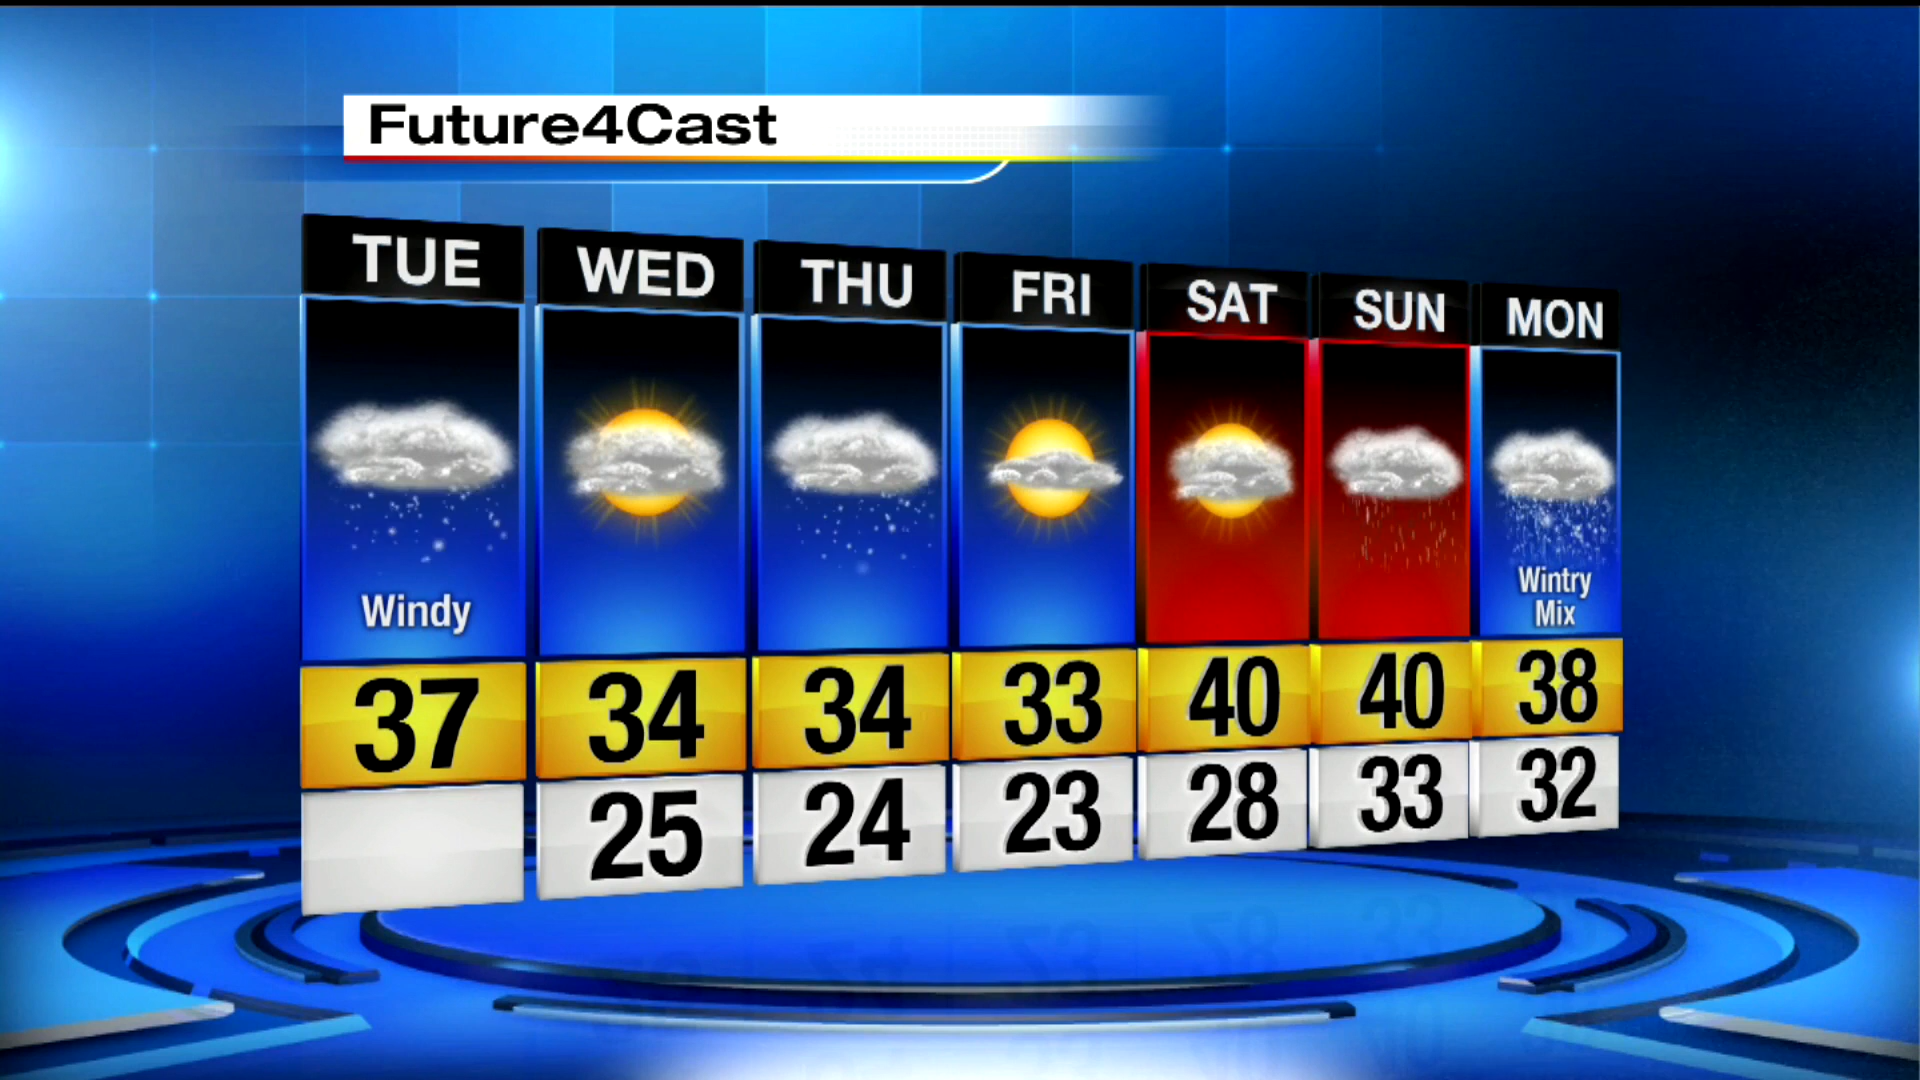 Future4Cast
TUE WED THU FRI SAT SUN MON
Windy
Wintry
Mix
37 34 34 33 40 40 38
25 24 23 28 33 32